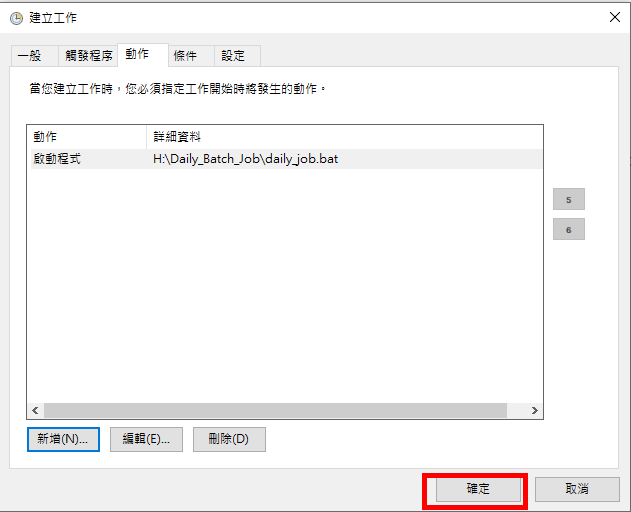 建立工作
一般 觸發程序 動作 條件 設定
當您建立工作時，您必須指定工作開始時將發生的動作。
動作 詳細資料
啟動程式 H:\Daily_Batch_Job\daily_job.bat
5
6
新增(N)... 編輯(E)... 刪除(D)
確定 取消